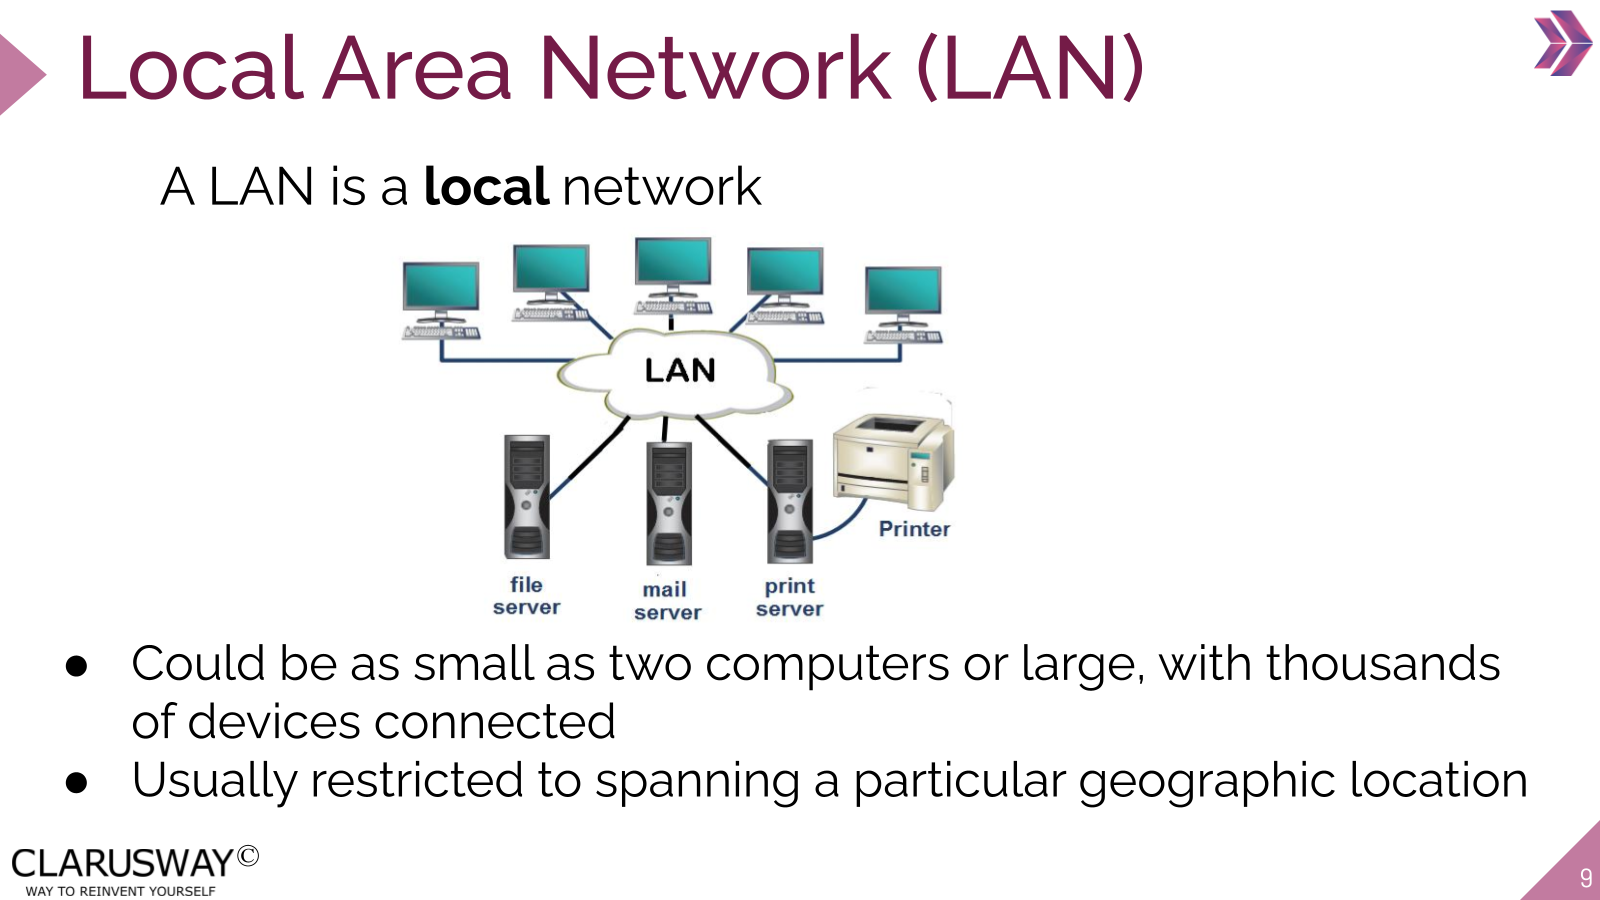 Local Area Network (LAN)
A LAN is a local network
LAN
Printer
file
server
mail
server
print
server
● Could be as small as two computers or large, with thousands
of devices connected
● Usually restricted to spanning a particular geographic location
CLARUSWAY©
WAY TO REINVENT YOURSELF
9